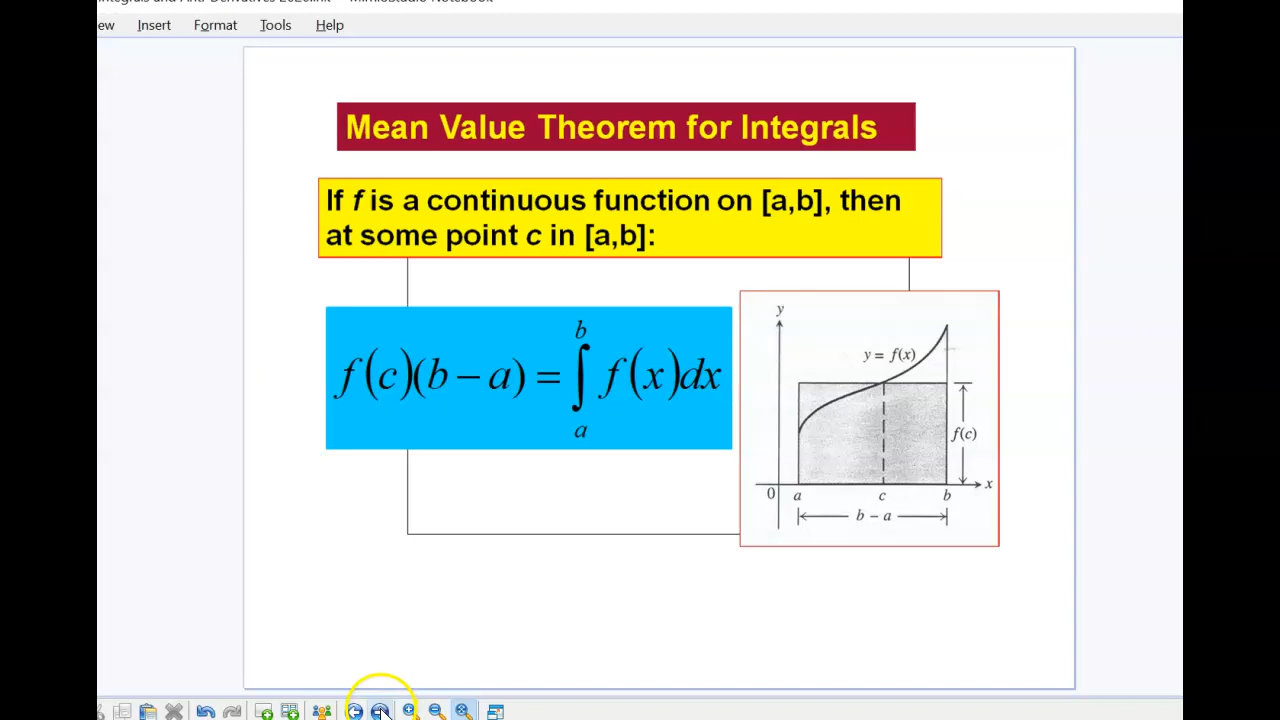 ew Insert Format Tools Help
Mean Value Theorem for Integrals
If f is a continuous function on [a,b], then
at some point c in [a,b]:
f(c)(b − a) = ∫ₐᵇ f(x)dx
y
y = f(x)
f(c)
0 a c b x
b − a